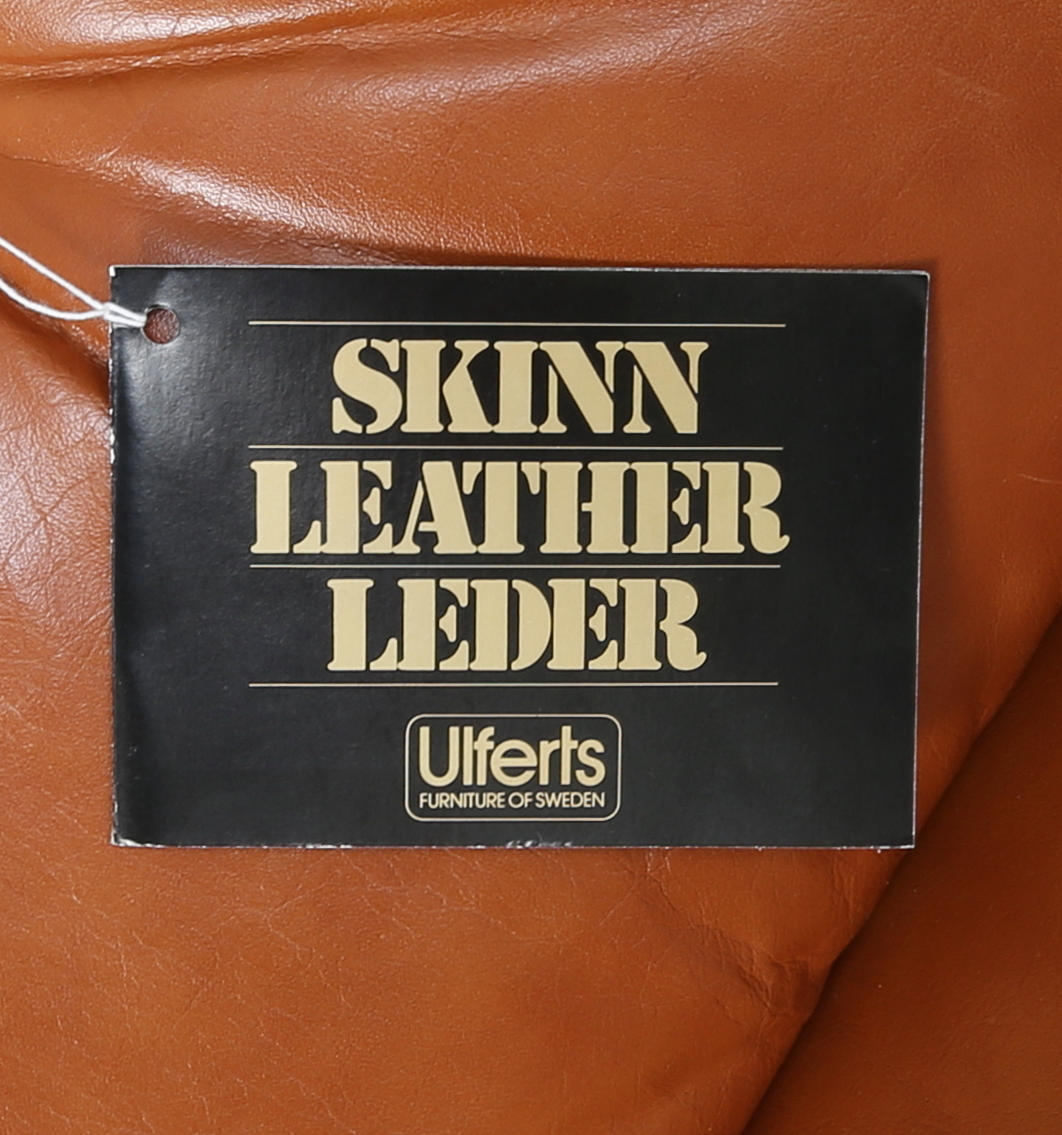 SKINN
LEATHER
LEDER
Ulferts
FURNITURE OF SWEDEN